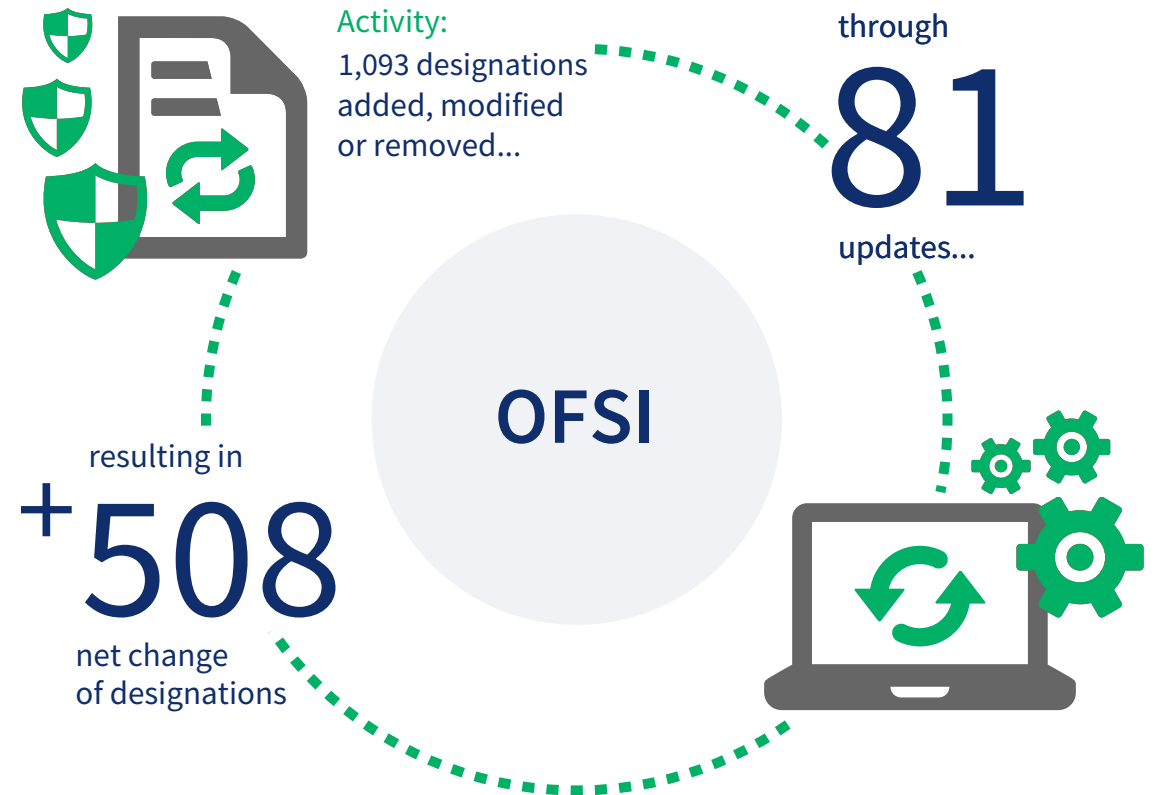 Activity:
1,093 designations
added, modified
or removed...
through
81
updates...
OFSI
resulting in
+508
net change
of designations